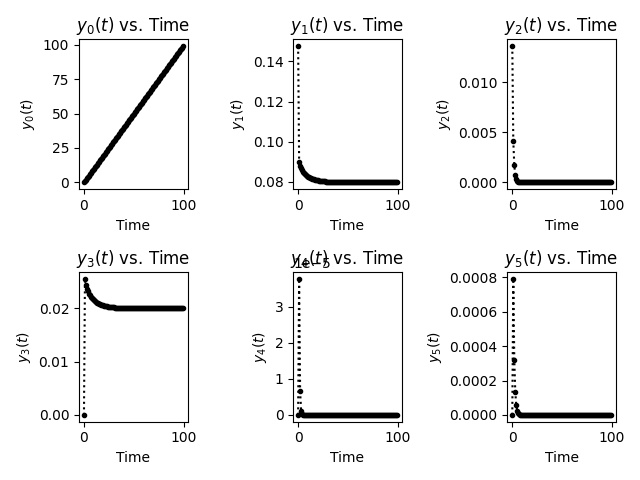 y₀(t) vs. Time
y₁(t) vs. Time
y₂(t) vs. Time
100
75
50
25
0
y₀(t)
0
100
Time
0.14
0.12
0.10
0.08
y₁(t)
0
100
Time
0.010
0.005
0.000
y₂(t)
0
100
Time
y₃(t) vs. Time
y₄(t) vs. Time
y₅(t) vs. Time
0.02
0.01
0.00
y₃(t)
0
100
Time
1e−5
3
2
1
0
y₄(t)
0
100
Time
0.0008
0.0006
0.0004
0.0002
0.0000
y₅(t)
0
100
Time